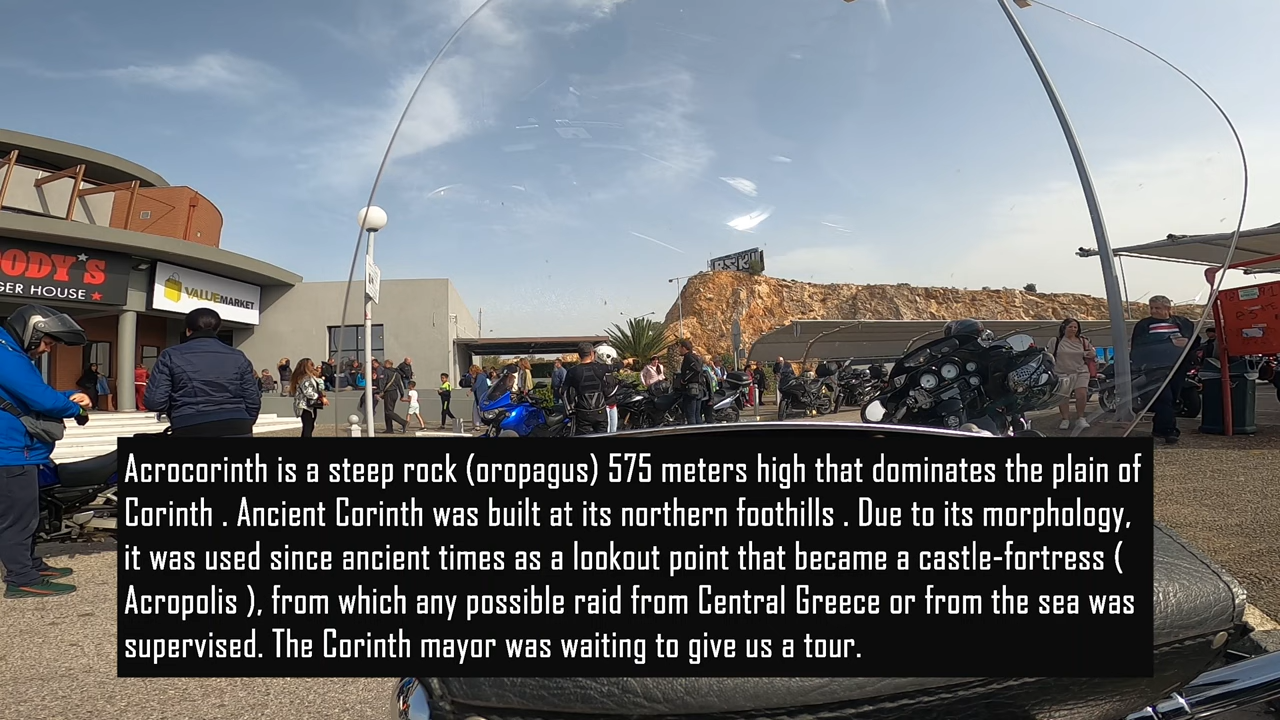 ODY'S
GER HOUSE
VALUEMARKET
Acrocorinth is a steep rock (oropagus) 575 meters high that dominates the plain of
Corinth . Ancient Corinth was built at its northern foothills . Due to its morphology,
it was used since ancient times as a lookout point that became a castle-fortress (
Acropolis ), from which any possible raid from Central Greece or from the sea was
supervised. The Corinth mayor was waiting to give us a tour.